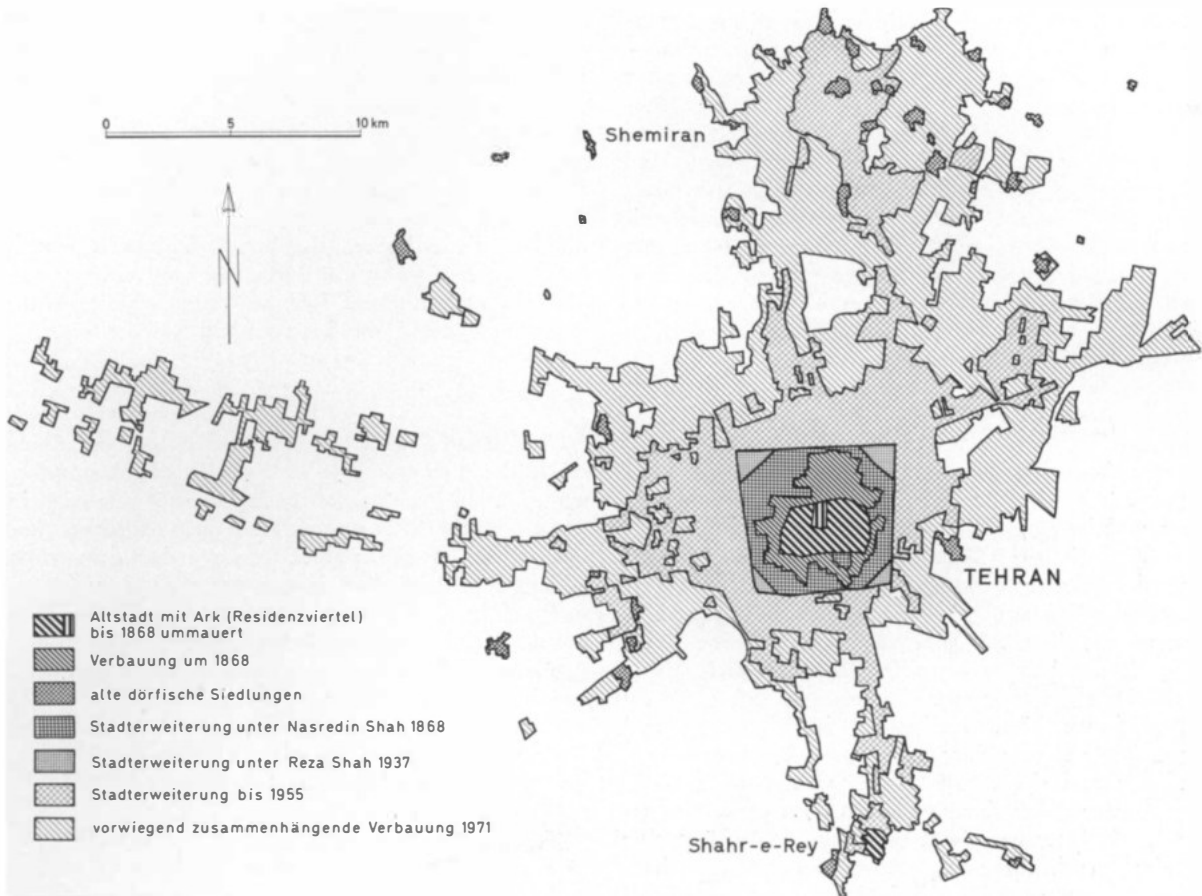 0 5 10 km
Shemiran
N
TEHRAN
Altstadt mit Ark (Residenzviertel)
bis 1868 ummauert
Verbauung um 1868
alte dörfische Siedlungen
Stadterweiterung unter Nasredin Shah 1868
Stadterweiterung unter Reza Shah 1937
Stadterweiterung bis 1955
vorwiegend zusammenhängende Verbauung 1971
Shahr-e-Rey